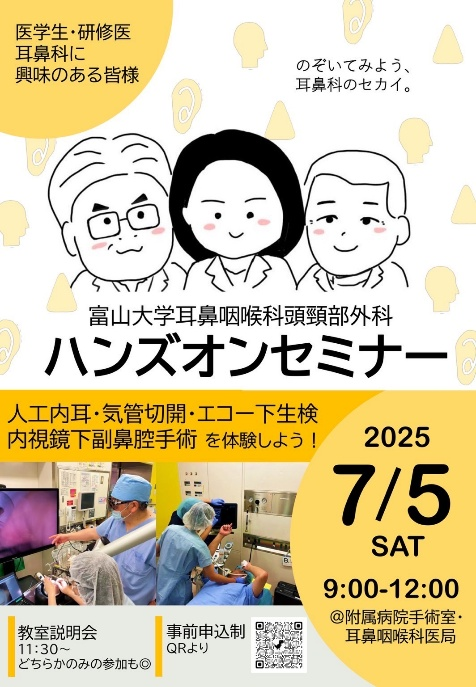 医学生・研修医
耳鼻科に
興味のある皆様
のぞいてみよう、
耳鼻科のセカイ。
富山大学耳鼻咽喉科頭頸部外科
ハンズオンセミナー
人工内耳・気管切開・エコー下生検
内視鏡下副鼻腔手術 を体験しよう！
2025
7/5
SAT
9:00-12:00
@附属病院手術室・
耳鼻咽喉科医局
教室説明会
11:30～
どちらかのみの参加も◎
事前申込制
QRより